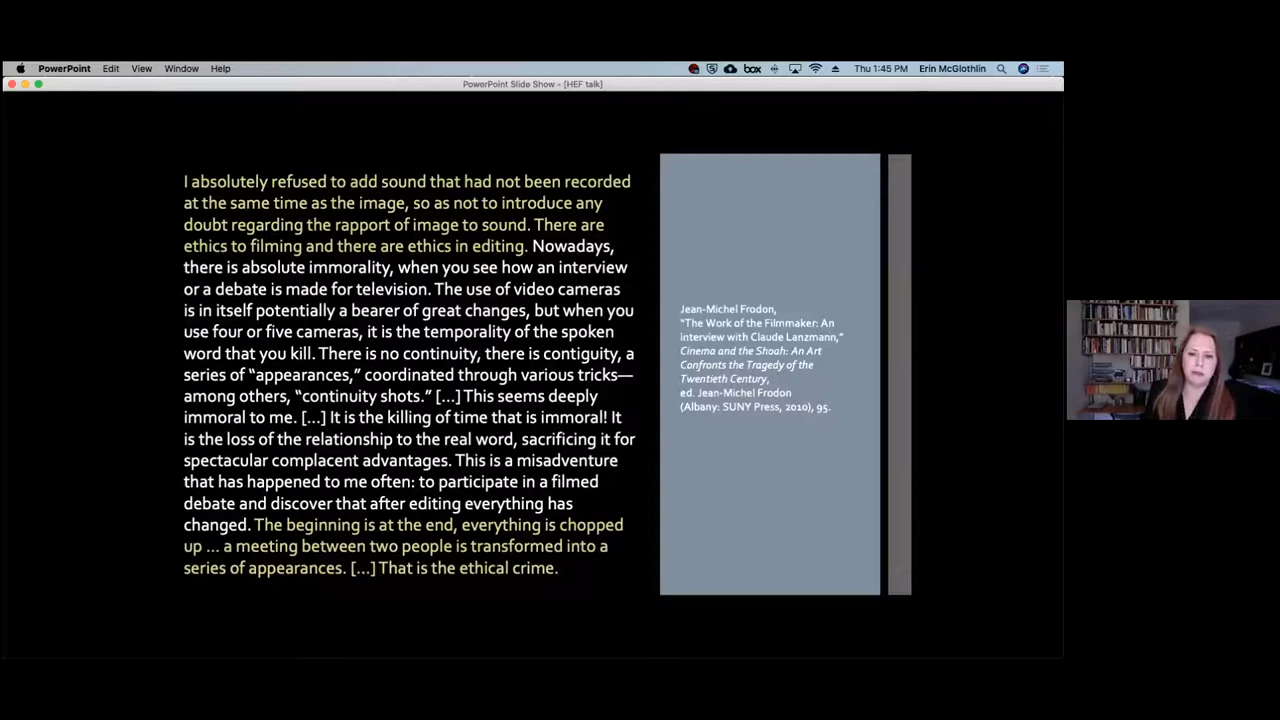 PowerPoint Edit View Window Help
box Thu 1:45 PM Erin McGlothlin
PowerPoint Slide Show - [HEF talk]
I absolutely refused to add sound that had not been recorded
at the same time as the image, so as not to introduce any
doubt regarding the rapport of image to sound. There are
ethics to filming and there are ethics in editing. Nowadays,
there is absolute immorality, when you see how an interview
or a debate is made for television. The use of video cameras
is in itself potentially a bearer of great changes, but when you
use four or five cameras, it is the temporality of the spoken
word that you kill. There is no continuity, there is contiguity, a
series of “appearances,” coordinated through various tricks—
among others, “continuity shots.” [...] This seems deeply
immoral to me. [...] It is the killing of time that is immoral! It
is the loss of the relationship to the real word, sacrificing it for
spectacular complacent advantages. This is a misadventure
that has happened to me often: to participate in a filmed
debate and discover that after editing everything has
changed. The beginning is at the end, everything is chopped
up ... a meeting between two people is transformed into a
series of appearances. [...] That is the ethical crime.
Jean-Michel Frodon,
“The Work of the Filmmaker: An
interview with Claude Lanzmann,”
Cinema and the Shoah: An Art
Confronts the Tragedy of the
Twentieth Century,
ed. Jean-Michel Frodon
(Albany: SUNY Press, 2010), 95.